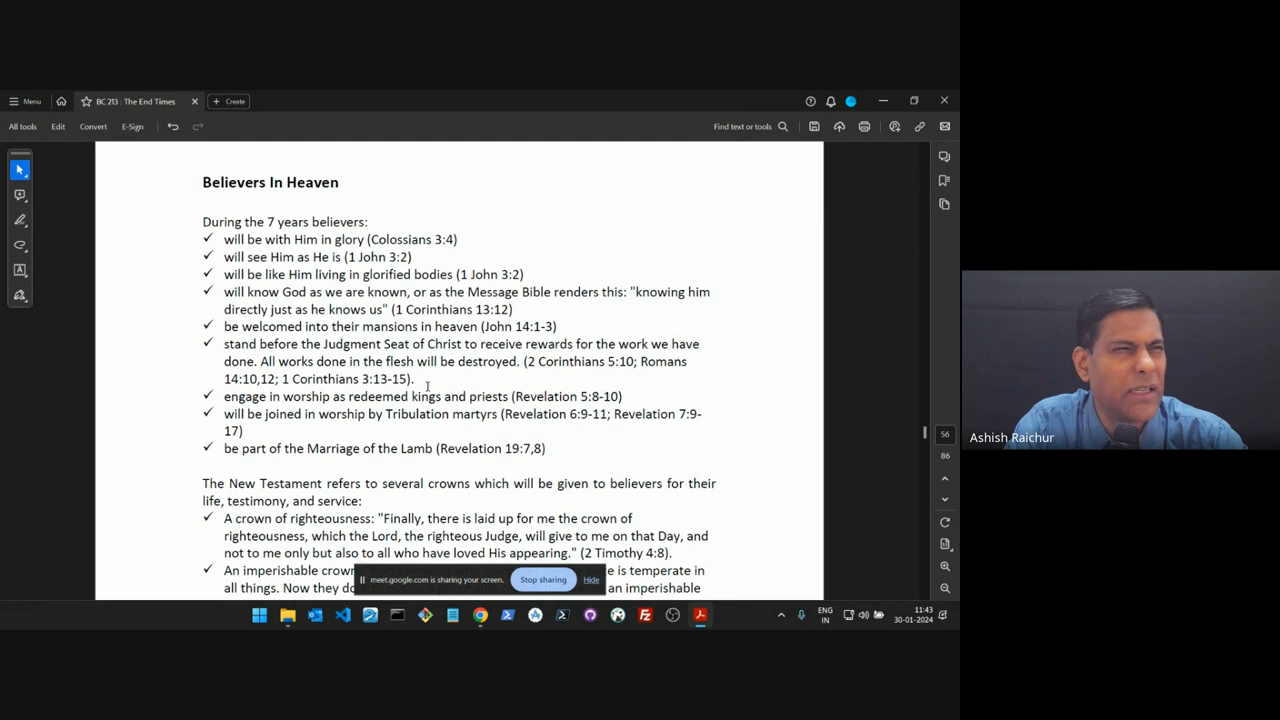 Menu
BC 213 : The End Times
Create
All tools
Edit
Convert
E-Sign
Find text or tools
Believers In Heaven
During the 7 years believers:
✓ will be with Him in glory (Colossians 3:4)
✓ will see Him as He is (1 John 3:2)
✓ will be like Him living in glorified bodies (1 John 3:2)
✓ will know God as we are known, or as the Message Bible renders this: "knowing him
directly just as he knows us" (1 Corinthians 13:12)
✓ be welcomed into their mansions in heaven (John 14:1-3)
✓ stand before the Judgment Seat of Christ to receive rewards for the work we have
done. All works done in the flesh will be destroyed. (2 Corinthians 5:10; Romans
14:10,12; 1 Corinthians 3:13-15).
✓ engage in worship as redeemed kings and priests (Revelation 5:8-10)
✓ will be joined in worship by Tribulation martyrs (Revelation 6:9-11; Revelation 7:9-
17)
✓ be part of the Marriage of the Lamb (Revelation 19:7,8)
The New Testament refers to several crowns which will be given to believers for their
life, testimony, and service:
✓ A crown of righteousness: "Finally, there is laid up for me the crown of
righteousness, which the Lord, the righteous Judge, will give to me on that Day, and
not to me only but also to all who have loved His appearing." (2 Timothy 4:8).
✓ An imperishable crown e is temperate in
all things. Now they do an imperishable
meet.google.com is sharing your screen.
Stop sharing
Hide
56
86
ENG
IN
11:43
30-01-2024
Ashish Raichur